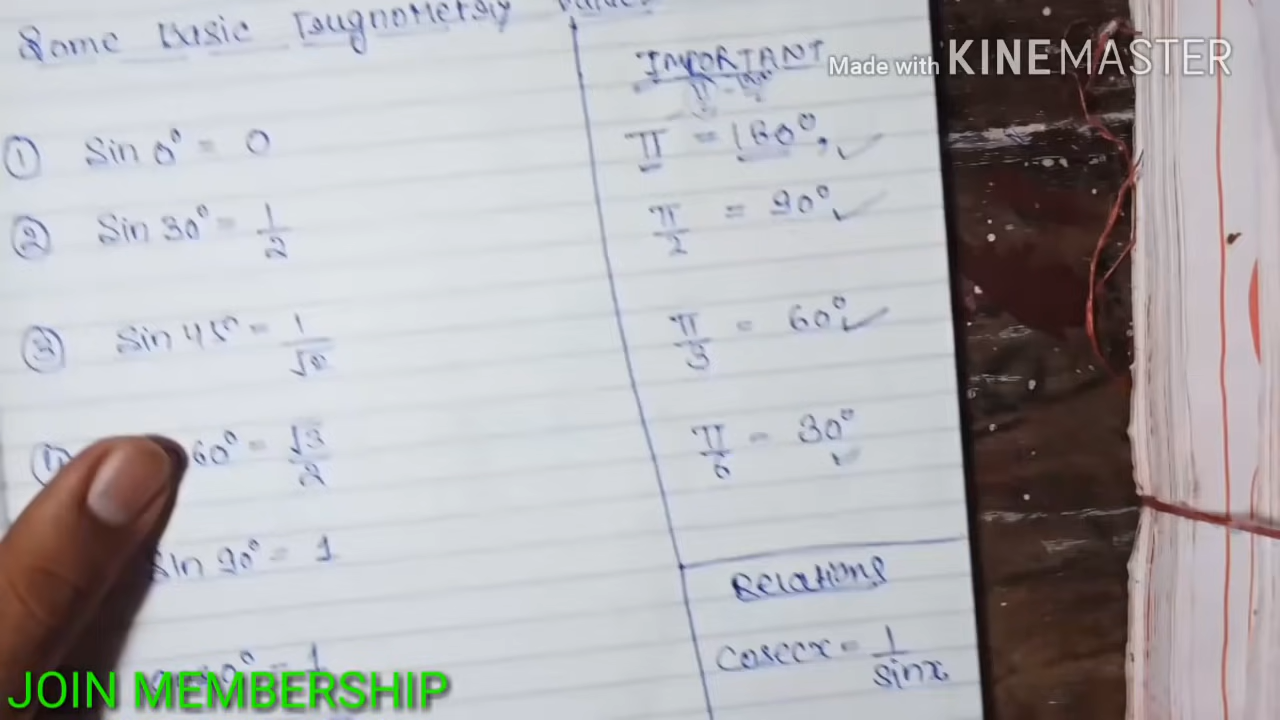 Some Basic Trignometry Values
① Sin 0° = 0
② Sin 30° = 1/2
③ Sin 45° = 1/√2
④ 60° = √3/2
Sin 90° = 1
IMPORTANT
π = 180°
π/2 = 90°
π/3 = 60°
π/6 = 30°
Relations
cosecx = 1/sinx
Made with KINEMASTER
JOIN MEMBERSHIP